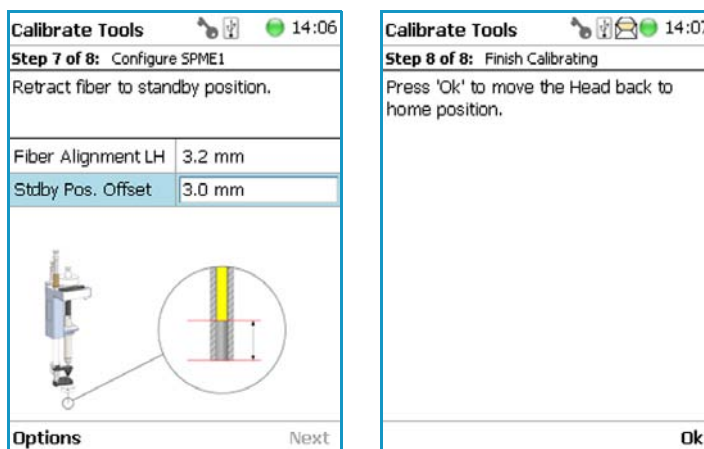 Calibrate Tools 14:06
Step 7 of 8: Configure SPME1
Retract fiber to standby position.
Fiber Alignment LH 3.2 mm
Stdby Pos. Offset 3.0 mm
Options Next
Calibrate Tools 14:07
Step 8 of 8: Finish Calibrating
Press 'Ok' to move the Head back to
home position.
Ok